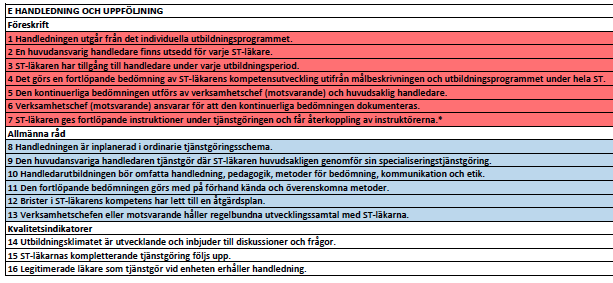 E HANDLEDNING OCH UPPFÖLJNING
Föreskrift
1 Handledningen utgår från det individuella utbildningsprogrammet.
2 En huvudansvarig handledare finns utsedd för varje ST-läkare.
3 ST-läkaren har tillgång till handledare under varje utbildningsperiod.
4 Det görs en fortlöpande bedömning av ST-läkarens kompetensutveckling utifrån målbeskrivningen och utbildningsprogrammet under hela ST.
5 Den kontinuerliga bedömningen utförs av verksamhetschef (motsvarande) och huvudsaklig handledare.
6 Verksamhetschef (motsvarande) ansvarar för att den kontinuerliga bedömningen dokumenteras.
7 ST-läkaren ges fortlöpande instruktioner under tjänstgöringen och får återkoppling av instruktörerna.*
Allmänna råd
8 Handledningen är inplanerad i ordinarie tjänstgöringsschema.
9 Den huvudansvariga handledaren tjänstgör där ST-läkaren huvudsakligen genomför sin specialiseringstjänstgöring.
10 Handledarutbildningen bör omfatta handledning, pedagogik, metoder för bedömning, kommunikation och etik.
11 Den fortlöpande bedömningen görs med på förhand kända och överenskomna metoder.
12 Brister i ST-läkarens kompetens har lett till en åtgärdsplan.
13 Verksamhetschefen eller motsvarande håller regelbundna utvecklingssamtal med ST-läkarna.
Kvalitetsindikatorer
14 Utbildningsklimatet är utvecklande och inbjuder till diskussioner och frågor.
15 ST-läkarnas kompletterande tjänstgöring följs upp.
16 Legitimerade läkare som tjänstgör vid enheten erhåller handledning.